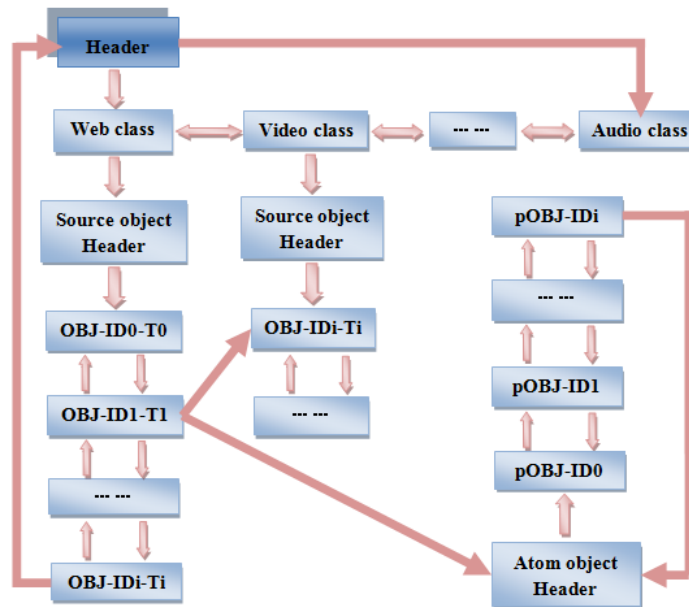 Header
Web class
Video class
--- ---
Audio class
Source object
Header
Source object
Header
pOBJ-IDi
--- ---
OBJ-ID0-T0
OBJ-IDi-Ti
pOBJ-ID1
OBJ-ID1-T1
--- ---
pOBJ-ID0
--- ---
Atom object
Header
OBJ-IDi-Ti